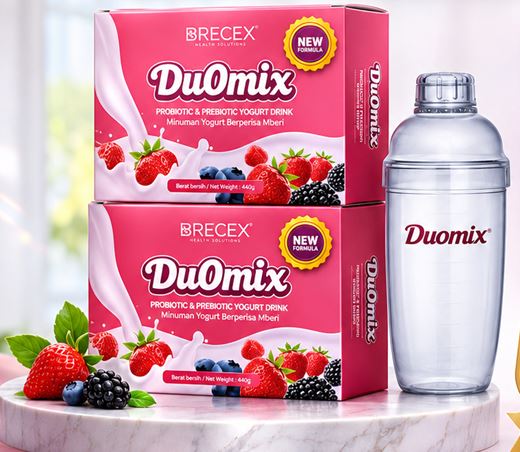 BRECEX®
HEALTH SOLUTIONS
NEW
FORMULA
DuOmix
PROBIOTIC & PREBIOTIC YOGURT DRINK
Minuman Yogurt Berperisa Mberi
Berat bersih / Net Weight : 440g
DuOmix
BRECEX®
HEALTH SOLUTIONS
NEW
FORMULA
DuOmix
PROBIOTIC & PREBIOTIC YOGURT DRINK
Minuman Yogurt Berperisa Mberi
Berat bersih / Net Weight : 440g
DuOmix
Duomix®